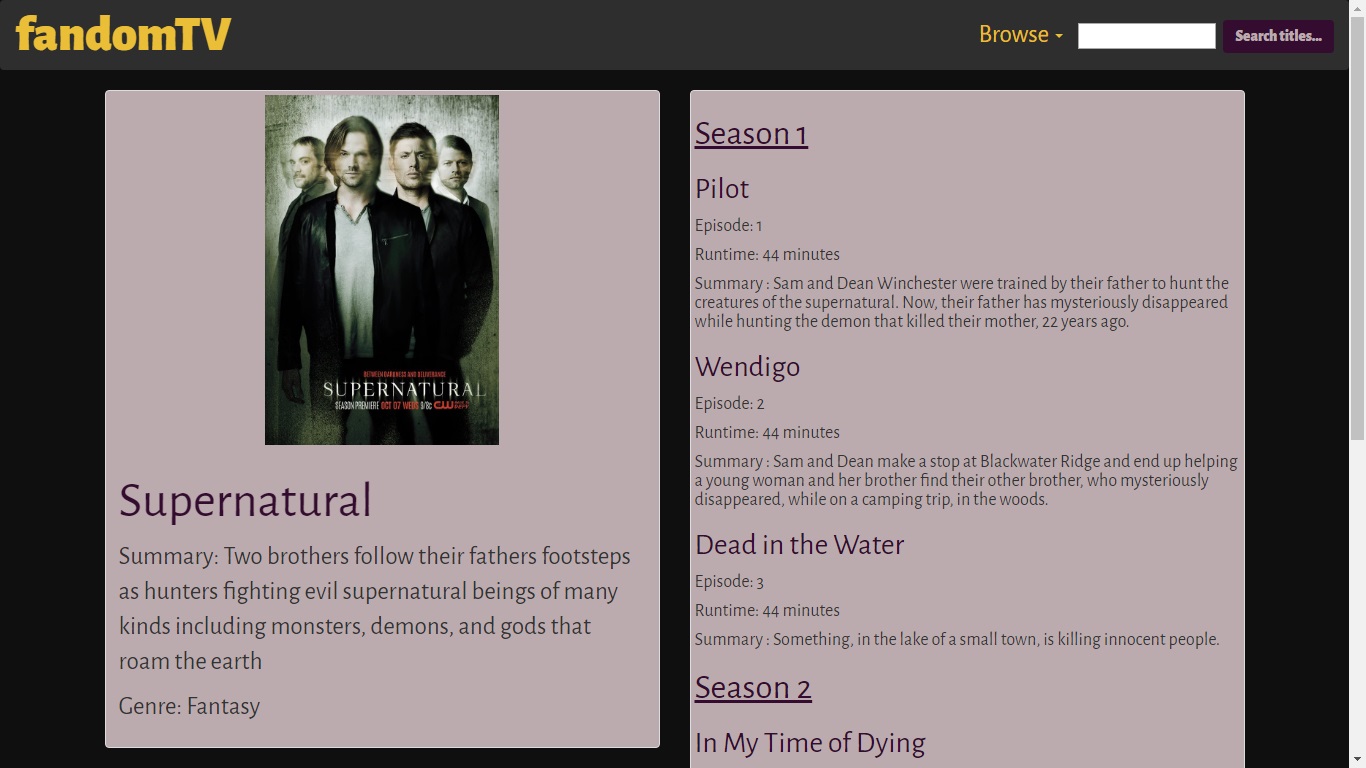 fandomTV
Browse
Search titles...
BETWEEN DARKNESS AND DELIVERANCE
SUPERNATURAL
SEASON PREMIERE OCT 07 WEDS 9/8c CW
Supernatural
Summary: Two brothers follow their fathers footsteps
as hunters fighting evil supernatural beings of many
kinds including monsters, demons, and gods that
roam the earth
Genre: Fantasy
Season 1
Pilot
Episode: 1
Runtime: 44 minutes
Summary : Sam and Dean Winchester were trained by their father to hunt the
creatures of the supernatural. Now, their father has mysteriously disappeared
while hunting the demon that killed their mother, 22 years ago.
Wendigo
Episode: 2
Runtime: 44 minutes
Summary : Sam and Dean make a stop at Blackwater Ridge and end up helping
a young woman and her brother find their other brother, who mysteriously
disappeared, while on a camping trip, in the woods.
Dead in the Water
Episode: 3
Runtime: 44 minutes
Summary : Something, in the lake of a small town, is killing innocent people.
Season 2
In My Time of Dying